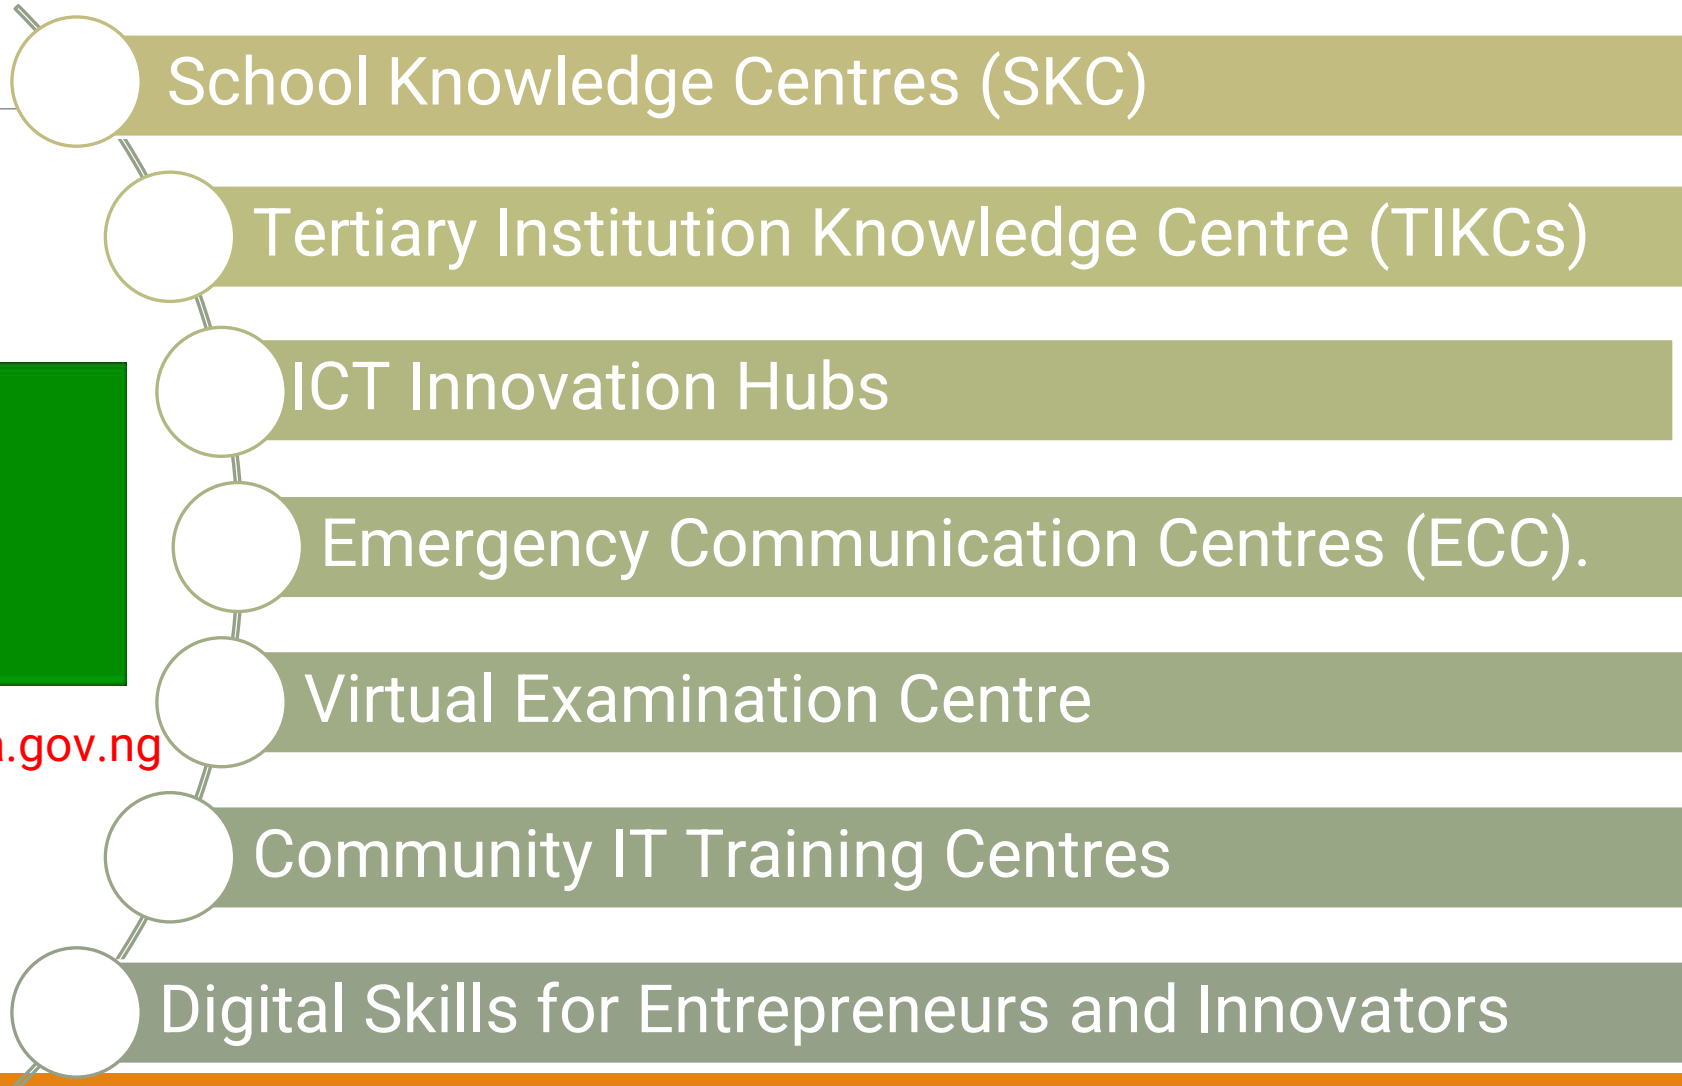 School Knowledge Centres (SKC)
Tertiary Institution Knowledge Centre (TIKCs)
ICT Innovation Hubs
Emergency Communication Centres (ECC).
Virtual Examination Centre
.gov.ng
Community IT Training Centres
Digital Skills for Entrepreneurs and Innovators